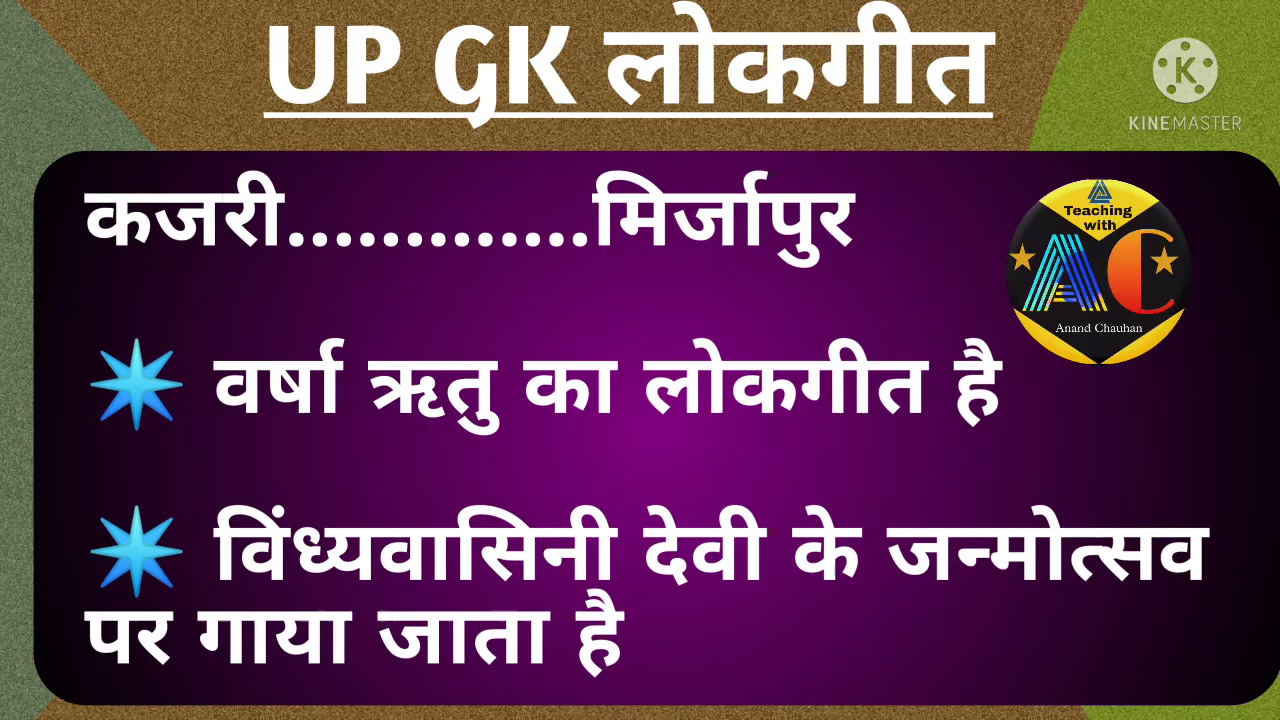 UP GK लोकगीत
KINEMASTER
कजरी.............मिर्जापुर
Teaching
with
AC
Anand Chauhan
वर्षा ऋतु का लोकगीत है
विंध्यवासिनी देवी के जन्मोत्सव
पर गाया जाता है